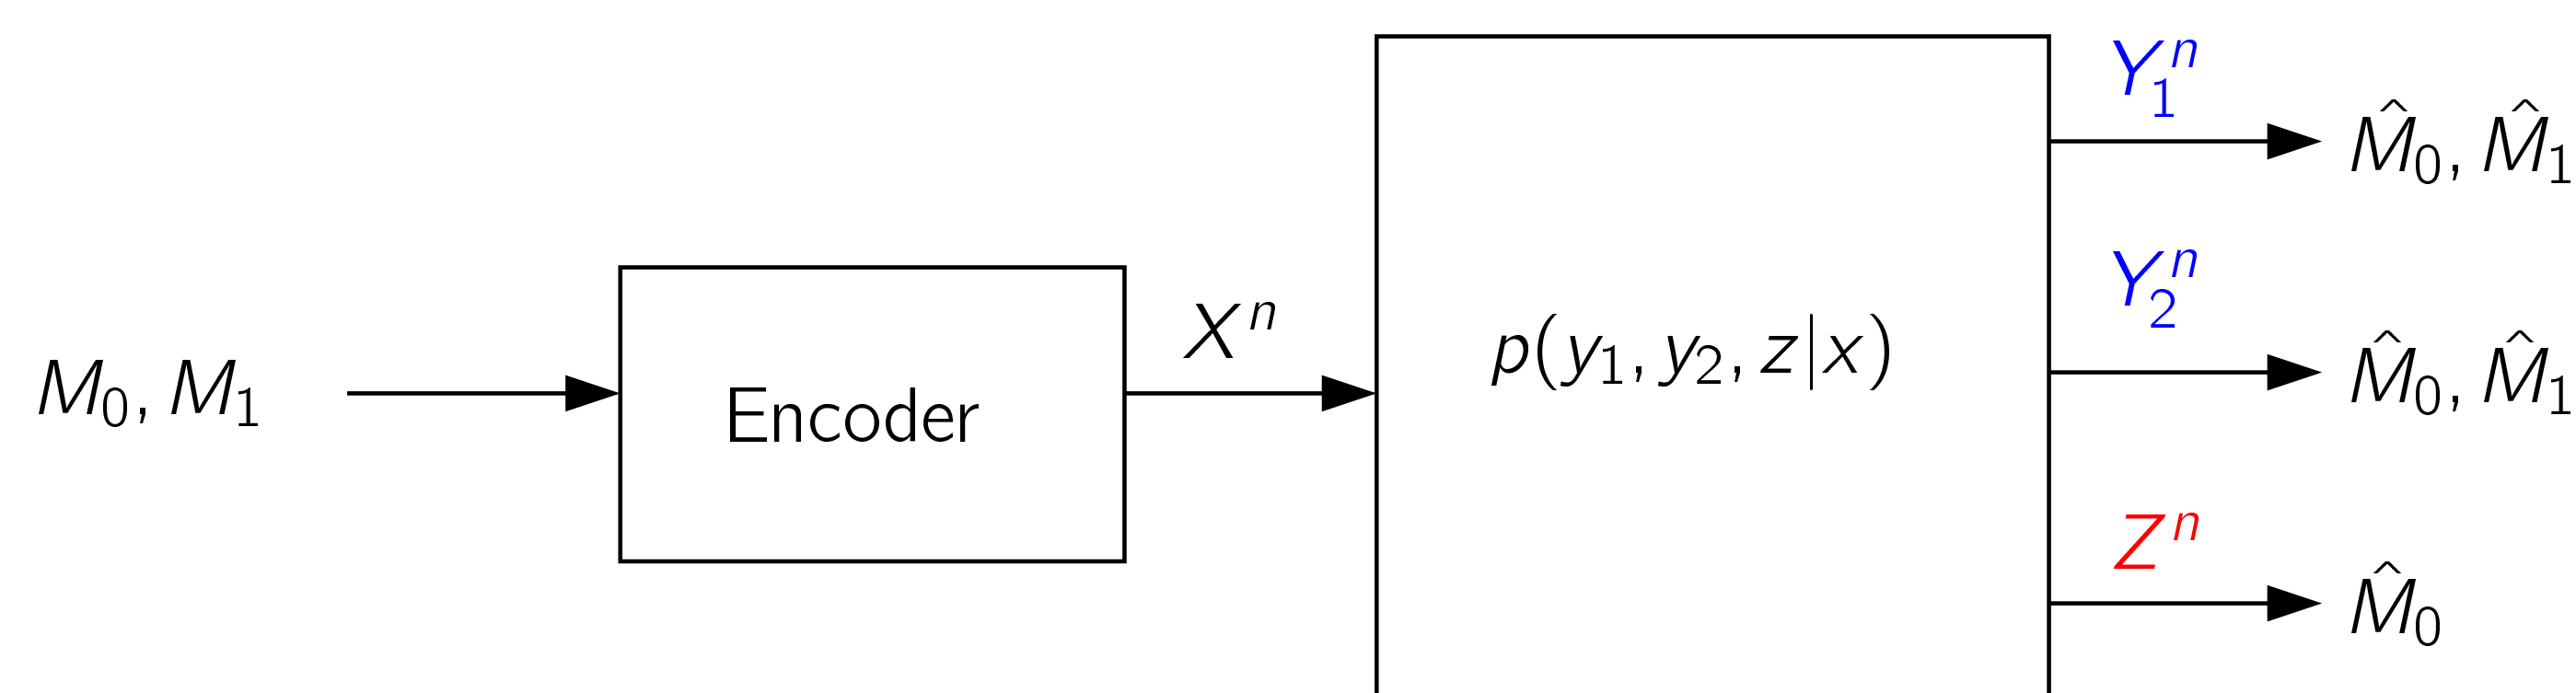 M₀, M₁
Encoder
Xⁿ
p(y₁, y₂, z|x)
Y₁ⁿ
M̂₀, M̂₁
Y₂ⁿ
M̂₀, M̂₁
Zⁿ
M̂₀